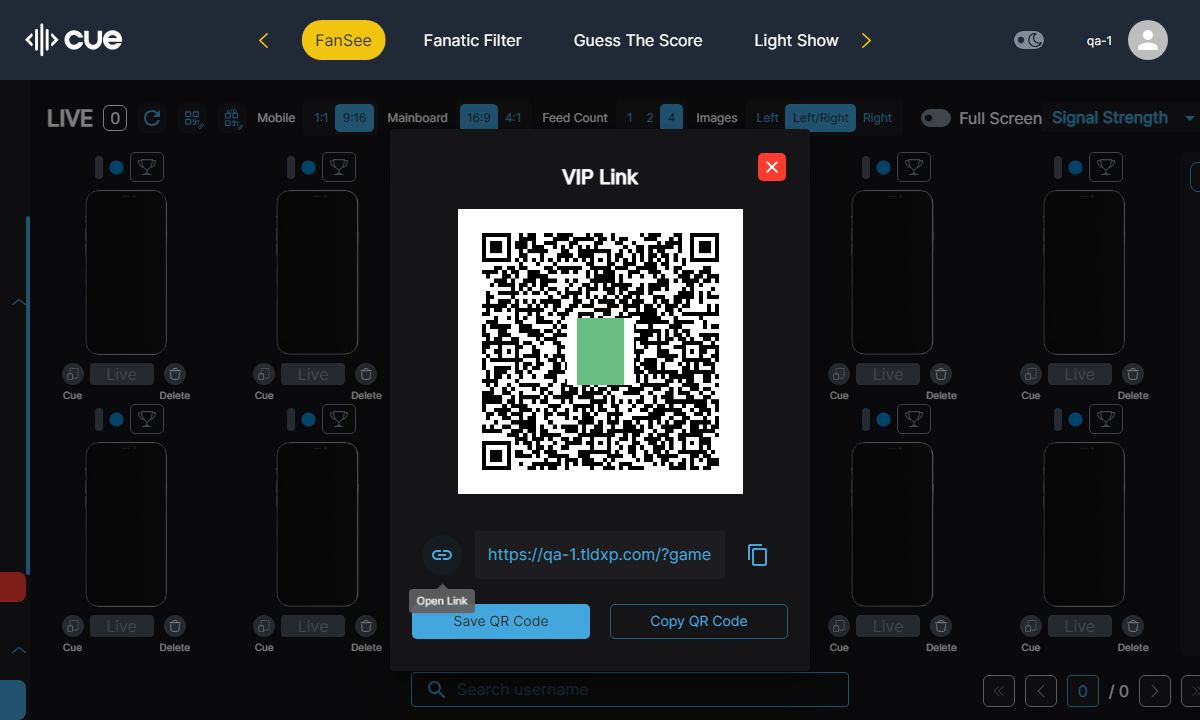 cue
FanSee
Fanatic Filter
Guess The Score
Light Show
qa-1
LIVE 0
Mobile 1:1 9:16
Mainboard 16:9 4:1
Feed Count 1 2 4
Images Left Left/Right Right
Full Screen
Signal Strength
VIP Link
Live Live Live Live
Cue Delete Cue Delete Cue Delete Cue Delete
https://qa-1.tldxp.com/?game
Open Link
Save QR Code
Copy QR Code
Live Live Live Live
Cue Delete Cue Delete Cue Delete Cue Delete
Search username
0 / 0